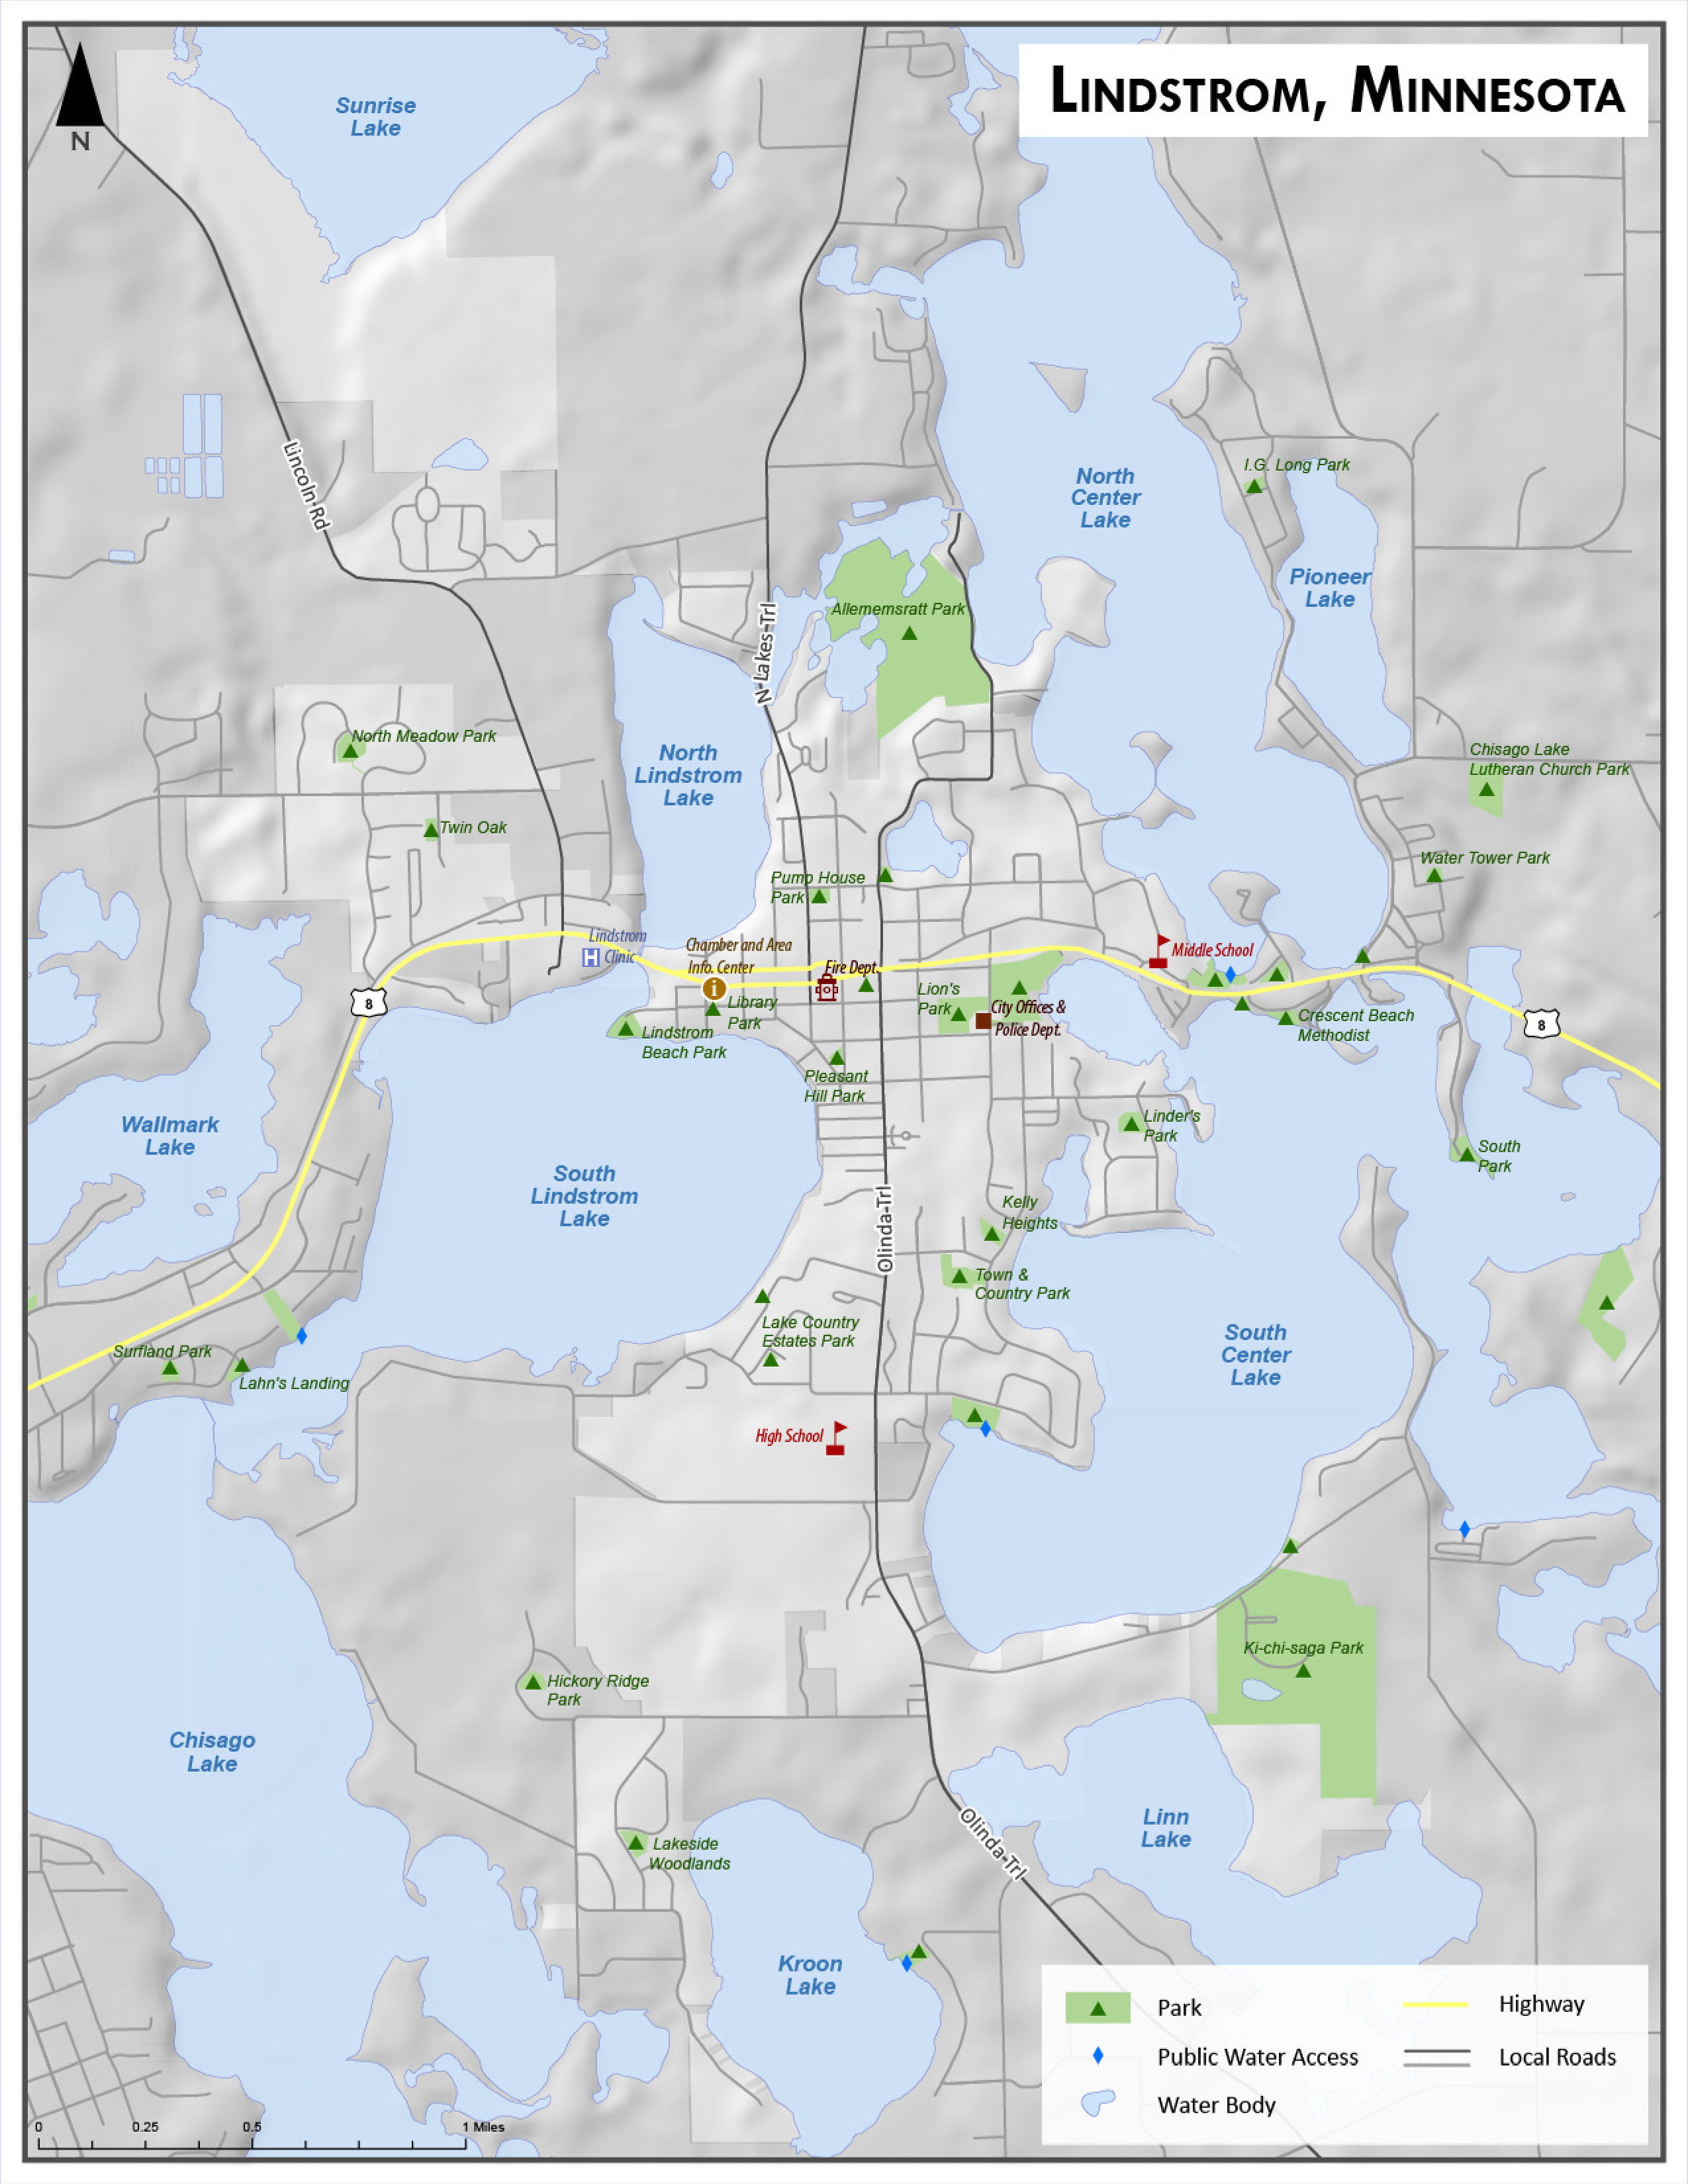 LINDSTROM, MINNESOTA
N
Sunrise
Lake
Lincoln Rd
North
Center
Lake
I.G. Long Park
Pioneer
Lake
Allememsratt Park
N Lakes Trl
North Meadow Park
North
Lindstrom
Lake
Chisago Lake
Lutheran Church Park
Twin Oak
Water Tower Park
Pump House
Park
Lindstrom
Clinic
H
Chamber and Area
Info. Center
i
Fire Dept.
Middle School
8
Library
Park
Lion's
Park
City Offices &
Police Dept.
Crescent Beach
Methodist
8
Lindstrom
Beach Park
Pleasant
Hill Park
Wallmark
Lake
Linder's
Park
South
Park
South
Lindstrom
Lake
Olinda Trl
Kelly
Heights
Town &
Country Park
Lake Country
Estates Park
South
Center
Lake
Surfland Park
Lahn's Landing
High School
Ki-chi-saga Park
Hickory Ridge
Park
Chisago
Lake
Linn
Lake
Olinda Trl
Lakeside
Woodlands
Kroon
Lake
Park
Highway
Public Water Access
Local Roads
Water Body
0 0.25 0.5 1 Miles